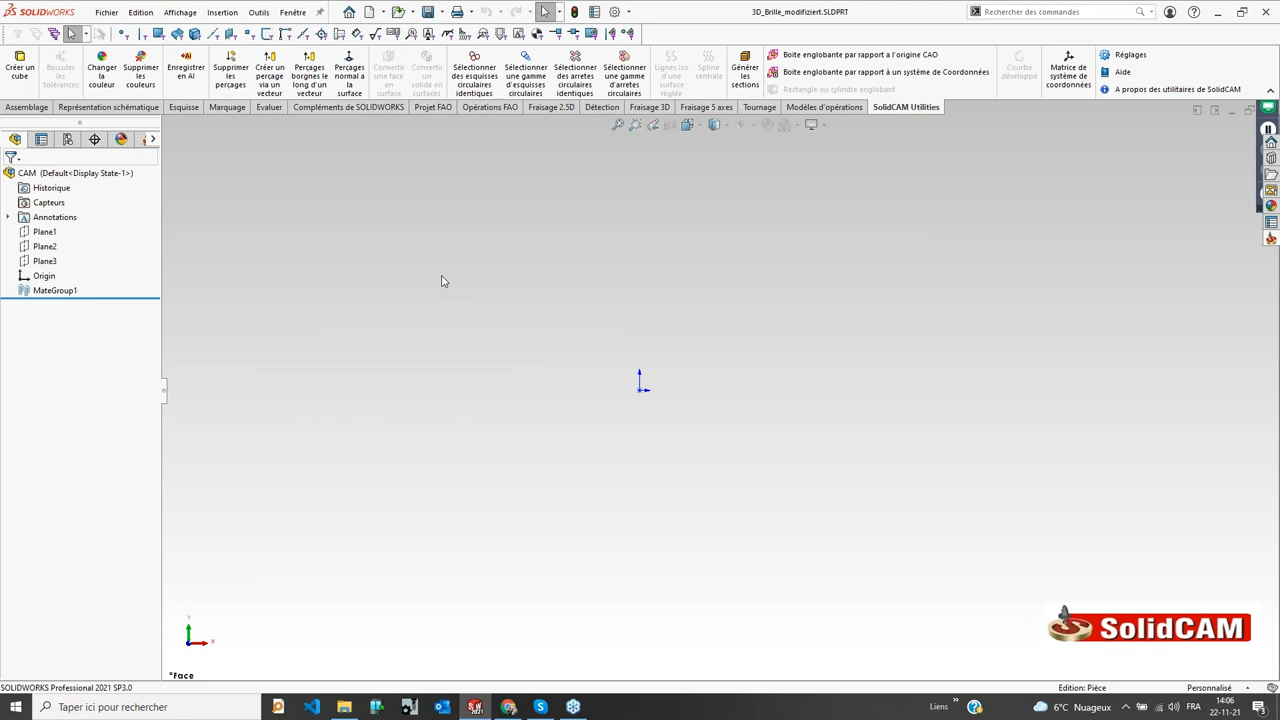 SOLIDWORKS
Fichier
Edition
Affichage
Insertion
Outils
Fenêtre
3D_Brille_modifiziert.SLDPRT
Rechercher des commandes
Créer un cube
Basculer les tolérances
Changer la couleur
Supprimer les couleurs
Enregistrer en AI
Supprimer les perçages
Créer un perçage via un vecteur
Perçages borgnes le long d'un vecteur
Perçages normal a la surface
Convertir une face en surface
Convertir un solide en surfaces
Sélectionner des esquisses circulaires identiques
Sélectionner une gamme d'esquisses circulaires
Sélectionner des arretes circulaires identiques
Sélectionner une gamme d'arretes circulaires
Lignes iso d'une surface réglée
Spline centrale
Générer les sections
Boite englobante par rapport a l'origine CAO
Boite englobante par rapport à un système de Coordonnées
Rectangle ou cylindre englobant
Courbe développé
Matrice de système de coordonnées
Réglages
Aide
A propos des utilitaires de SolidCAM
Assemblage
Représentation schématique
Esquisse
Marquage
Evaluer
Compléments de SOLIDWORKS
Projet FAO
Opérations FAO
Fraisage 2.5D
Détection
Fraisage 3D
Fraisage 5 axes
Tournage
Modèles d'opérations
SolidCAM Utilities
CAM (Default<Display State-1>)
Historique
Capteurs
Annotations
Plane1
Plane2
Plane3
Origin
MateGroup1
Y
X
*Face
SolidCAM
SOLIDWORKS Professional 2021 SP3.0
Edition: Pièce
Personnalisé
Taper ici pour rechercher
Liens
»
6°C Nuageux
FRA
14:06
22-11-21